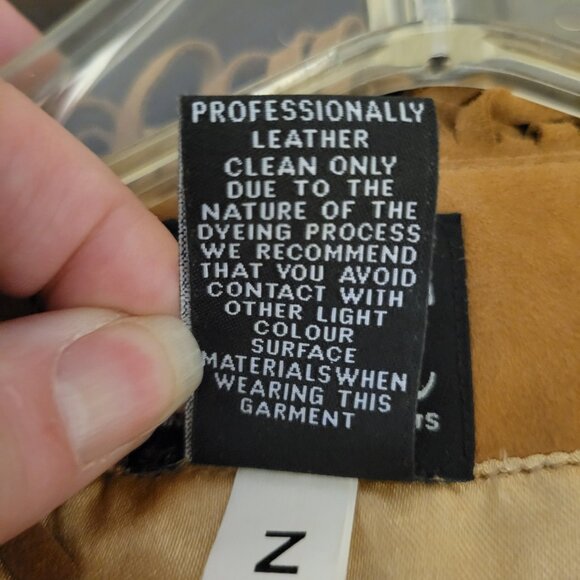 PROFESSIONALLY
LEATHER
CLEAN ONLY
DUE TO THE
NATURE OF THE
DYEING PROCESS
WE RECOMMEND
THAT YOU AVOID
CONTACT WITH
OTHER LIGHT
COLOUR
SURFACE
MATERIALS WHEN
WEARING THIS
GARMENT
Z